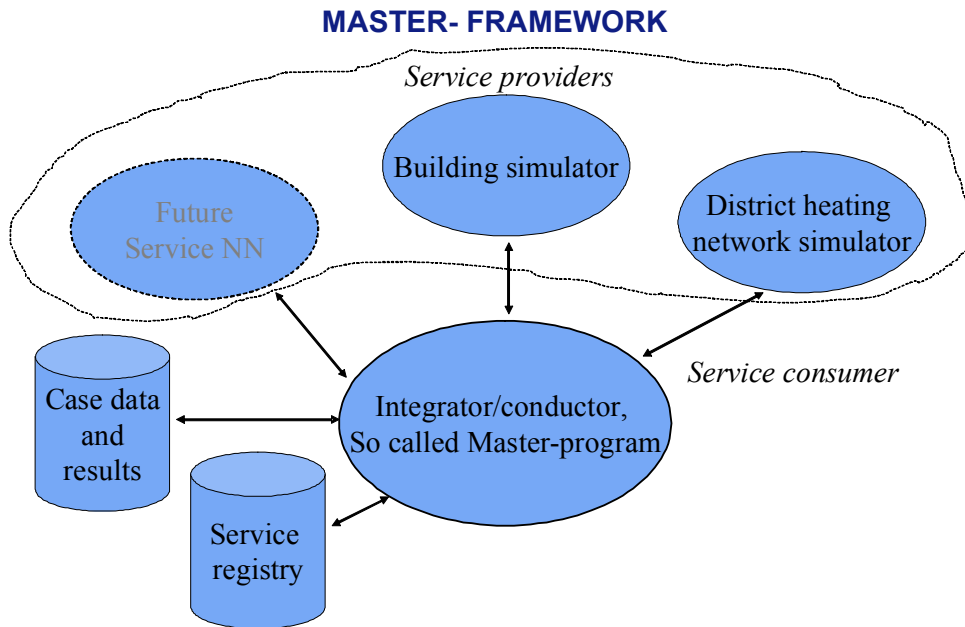 MASTER- FRAMEWORK
Service providers
Building simulator
Future
Service NN
District heating
network simulator
Service consumer
Case data
and
results
Integrator/conductor,
So called Master-program
Service
registry